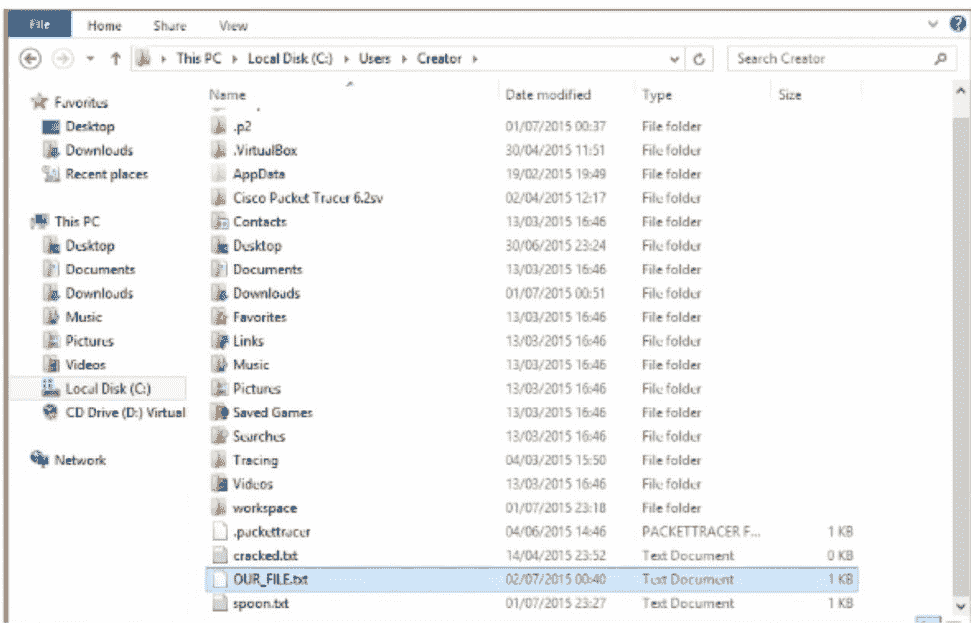 File Home Share View
This PC Local Disk (C:) Users Creator Search Creator
Name Date modified Type Size
Favorites
Desktop
Downloads
Recent places
This PC
Desktop
Documents
Downloads
Music
Pictures
Videos
Local Disk (C:)
CD Drive (D:) Virtual
Network
.p2 01/07/2015 00:37 File folder
.VirtualBox 30/04/2015 11:51 File folder
AppData 19/02/2015 19:49 File folder
Cisco Packet Tracer 6.2sv 02/04/2015 12:17 File folder
Contacts 13/03/2015 16:46 File folder
Desktop 30/06/2015 23:24 File folder
Documents 13/03/2015 16:46 File folder
Downloads 01/07/2015 00:51 File folder
Favorites 13/03/2015 16:46 File folder
Links 13/03/2015 16:46 File folder
Music 13/03/2015 16:46 File folder
Pictures 13/03/2015 16:46 File folder
Saved Games 13/03/2015 16:46 File folder
Searches 13/03/2015 16:46 File folder
Tracing 04/03/2015 15:50 File folder
Videos 13/03/2015 16:46 File folder
workspace 01/07/2015 23:18 File folder
.packettracer 04/06/2015 14:46 PACKETTRACER F... 1 KB
cracked.txt 14/04/2015 23:52 Text Document 0 KB
OUR_FILE.txt 02/07/2015 00:40 Text Document 1 KB
spoon.txt 01/07/2015 23:27 Text Document 1 KB